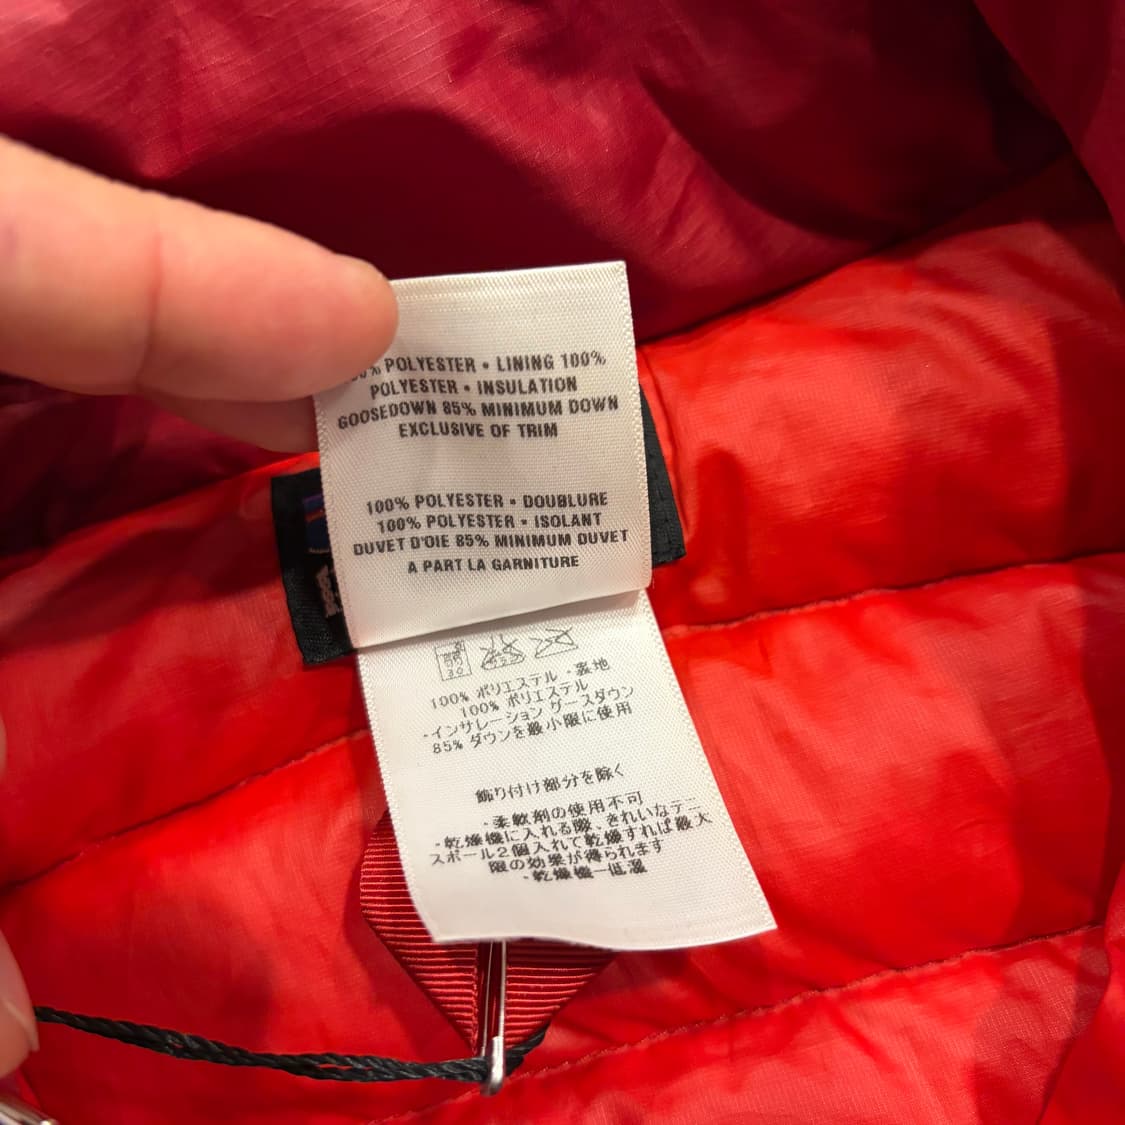 POLYESTER • LINING 100%
POLYESTER • INSULATION
GOOSEDOWN 85% MINIMUM DOWN
EXCLUSIVE OF TRIM
100% POLYESTER • DOUBLURE
100% POLYESTER • ISOLANT
DUVET D'OIE 85% MINIMUM DUVET
A PART LA GARNITURE
100% ポリエステル ・裏地
100% ポリエステル
・インサレーション グースダウン
85% ダウンを最小限に使用
飾り付け部分を除く
・柔軟剤の使用不可
・乾燥機に入れる際、きれいなテニ
スボール2個入れて乾燥すれば最大
限の効果が得られます
・乾燥機ー低温